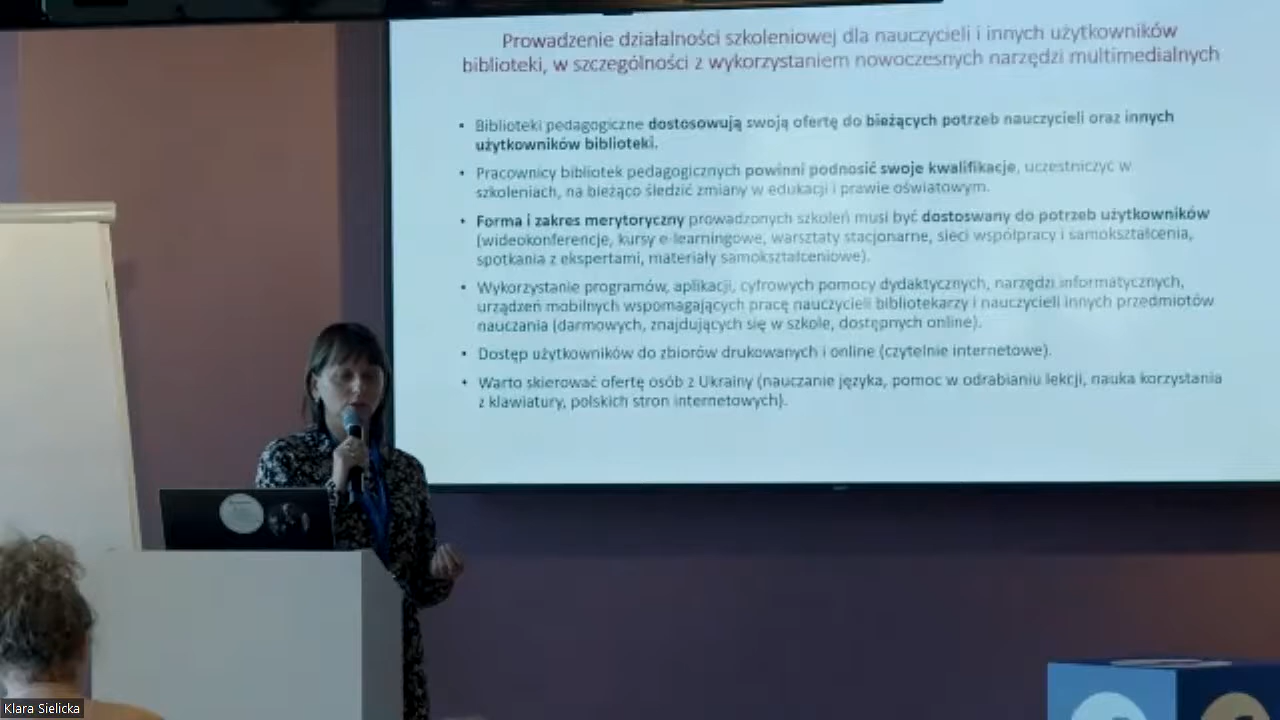 Prowadzenie działalności szkoleniowej dla nauczycieli i innych użytkowników
biblioteki, w szczególności z wykorzystaniem nowoczesnych narzędzi multimedialnych
• Biblioteki pedagogiczne dostosowują swoją ofertę do bieżących potrzeb nauczycieli oraz innych
użytkowników biblioteki.
• Pracownicy bibliotek pedagogicznych powinni podnosić swoje kwalifikacje, uczestniczyć w
szkoleniach, na bieżąco śledzić zmiany w edukacji i prawie oświatowym.
• Forma i zakres merytoryczny prowadzonych szkoleń musi być dostoswany do potrzeb użytkowników
(wideokonferencje, kursy e-learningowe, warsztaty stacjonarne, sieci współpracy i samokształcenia,
spotkania z ekspertami, materiały samokształceniowe).
• Wykorzystanie programów, aplikacji, cyfrowych pomocy dydaktycznych, narzędzi informatycznych,
urządzeń mobilnych wspomagających pracę nauczycieli bibliotekarzy i nauczycieli innych przedmiotów
nauczania (darmowych, znajdujących się w szkole, dostępnych online).
• Dostęp użytkowników do zbiorów drukowanych i online (czytelnie internetowe).
• Warto skierować ofertę osób z Ukrainy (nauczanie języka, pomoc w odrabianiu lekcji, nauka korzystania
z klawiatury, polskich stron internetowych).
Klara Sielicka